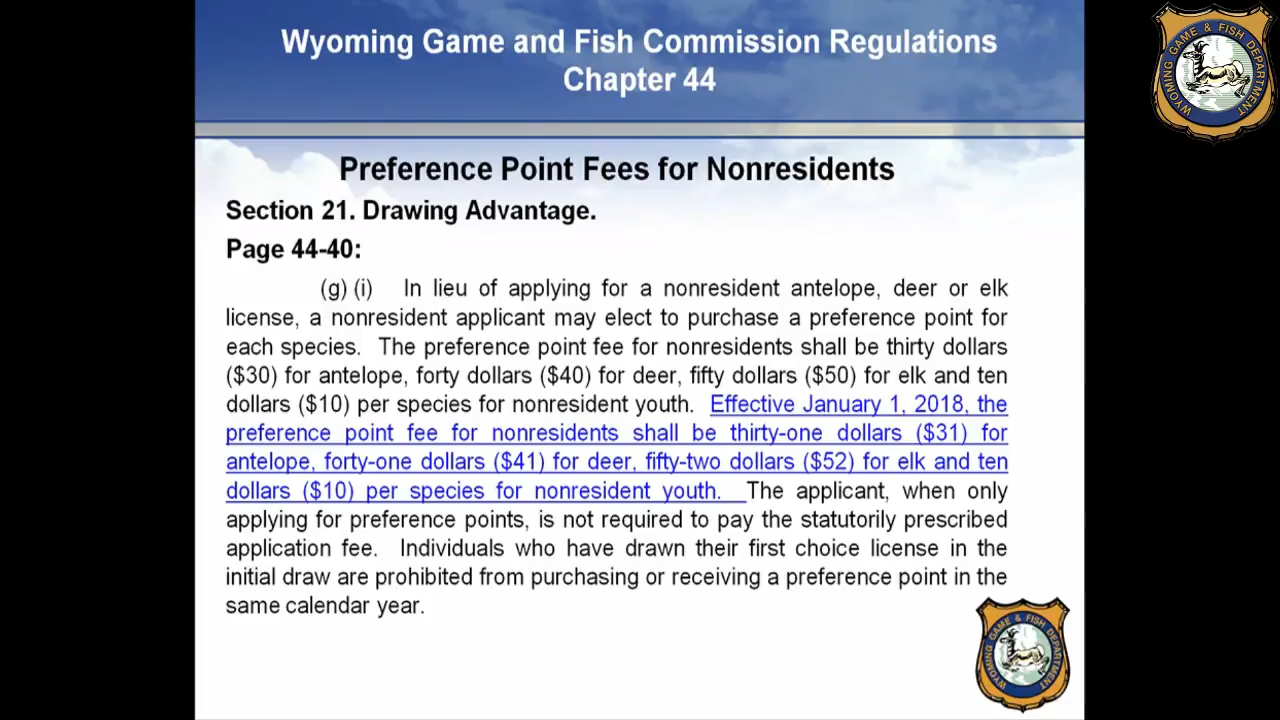 Wyoming Game and Fish Commission Regulations
Chapter 44
WYOMING GAME & FISH DEPARTMENT
Preference Point Fees for Nonresidents
Section 21. Drawing Advantage.
Page 44-40:
(g) (i) In lieu of applying for a nonresident antelope, deer or elk
license, a nonresident applicant may elect to purchase a preference point for
each species. The preference point fee for nonresidents shall be thirty dollars
($30) for antelope, forty dollars ($40) for deer, fifty dollars ($50) for elk and ten
dollars ($10) per species for nonresident youth. Effective January 1, 2018, the
preference point fee for nonresidents shall be thirty-one dollars ($31) for
antelope, forty-one dollars ($41) for deer, fifty-two dollars ($52) for elk and ten
dollars ($10) per species for nonresident youth. The applicant, when only
applying for preference points, is not required to pay the statutorily prescribed
application fee. Individuals who have drawn their first choice license in the
initial draw are prohibited from purchasing or receiving a preference point in the
same calendar year.
WYOMING GAME & FISH DEPARTMENT